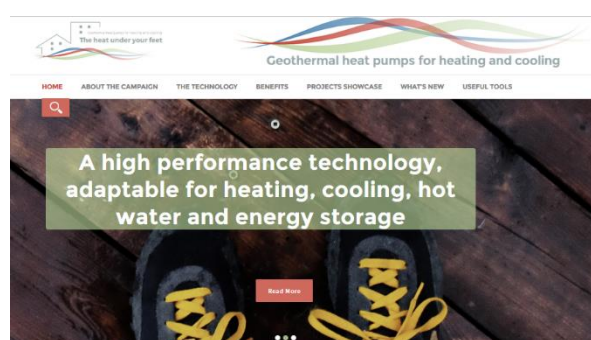 The heat under your feet
Geothermal heat pumps for heating and cooling
HOME ABOUT THE CAMPAIGN THE TECHNOLOGY BENEFITS PROJECTS SHOWCASE WHAT'S NEW USEFUL TOOLS
A high performance technology,
adaptable for heating, cooling, hot
water and energy storage
Read More